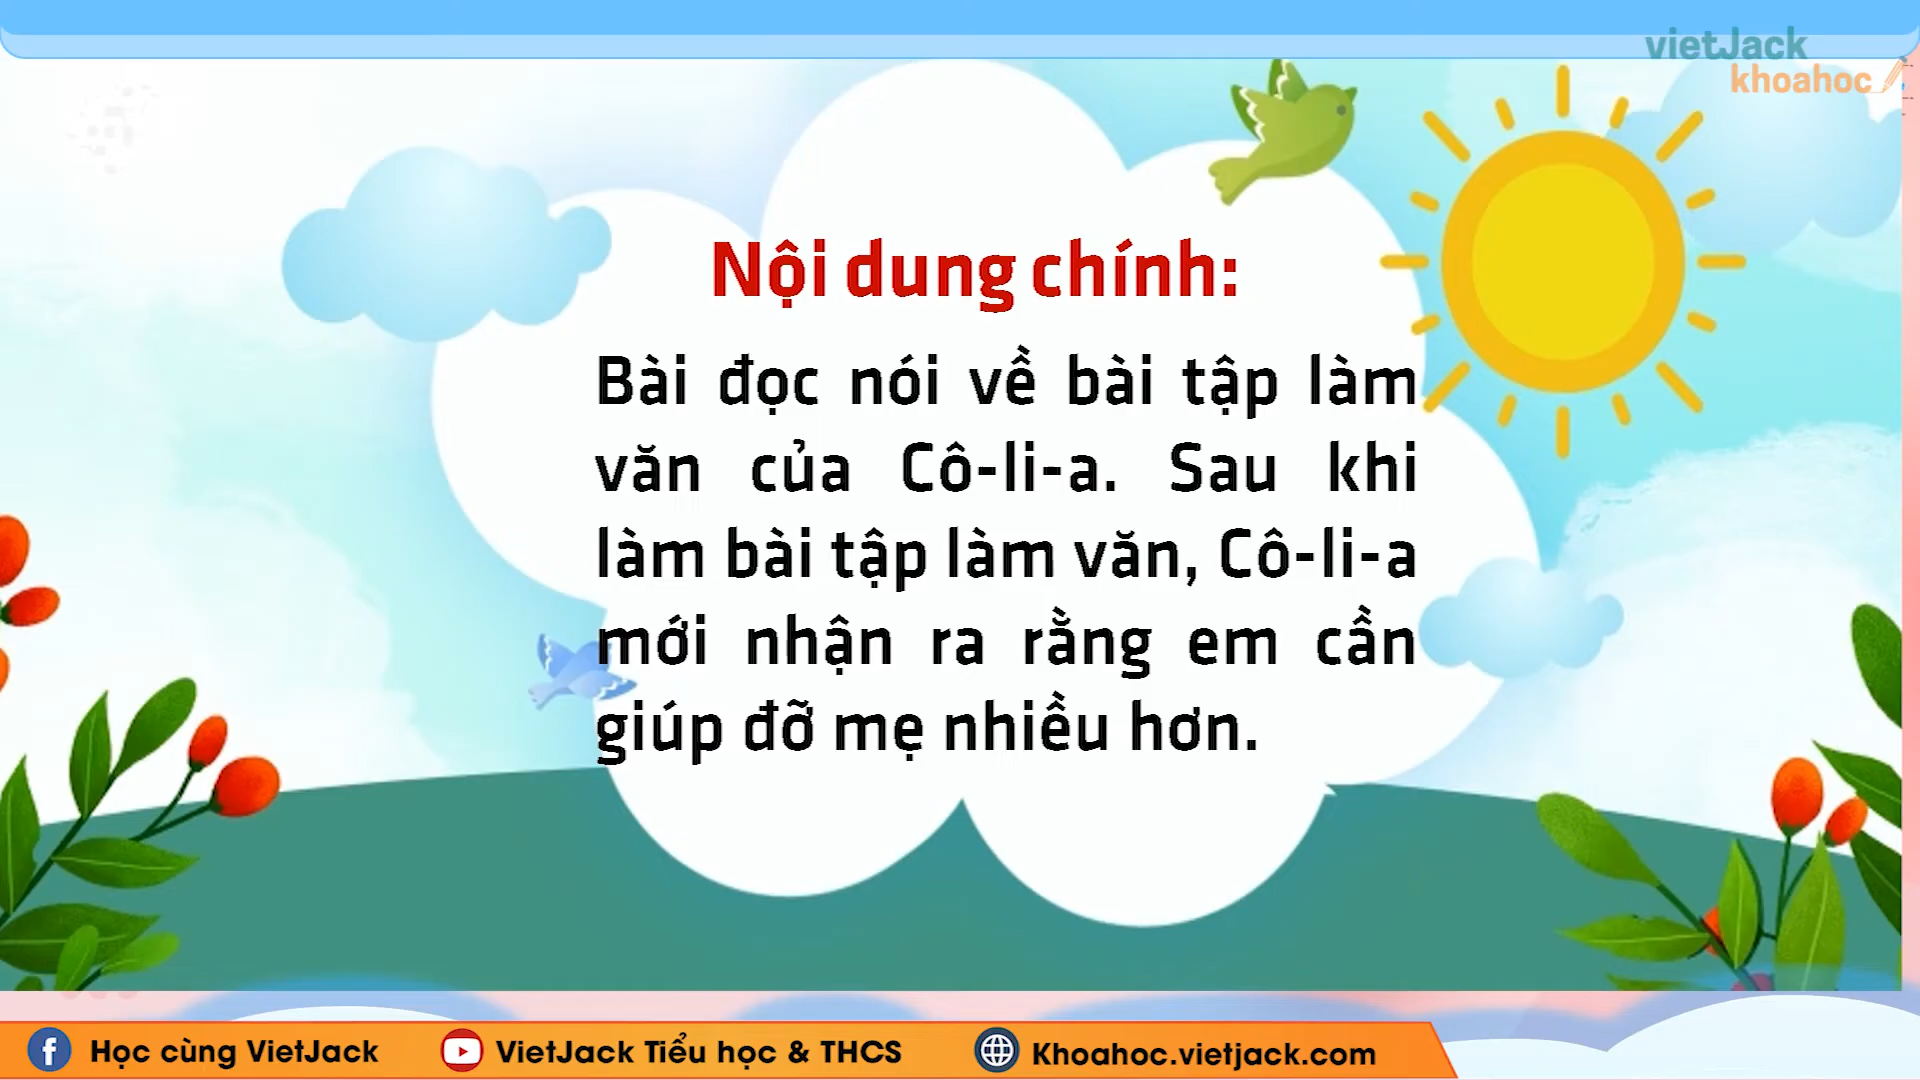 vietJack
khoahoc
Nội dung chính:
Bài đọc nói về bài tập làm
văn của Cô-li-a. Sau khi
làm bài tập làm văn, Cô-li-a
mới nhận ra rằng em cần
giúp đỡ mẹ nhiều hơn.
Học cùng VietJack
VietJack Tiểu học & THCS
Khoahoc.vietjack.com